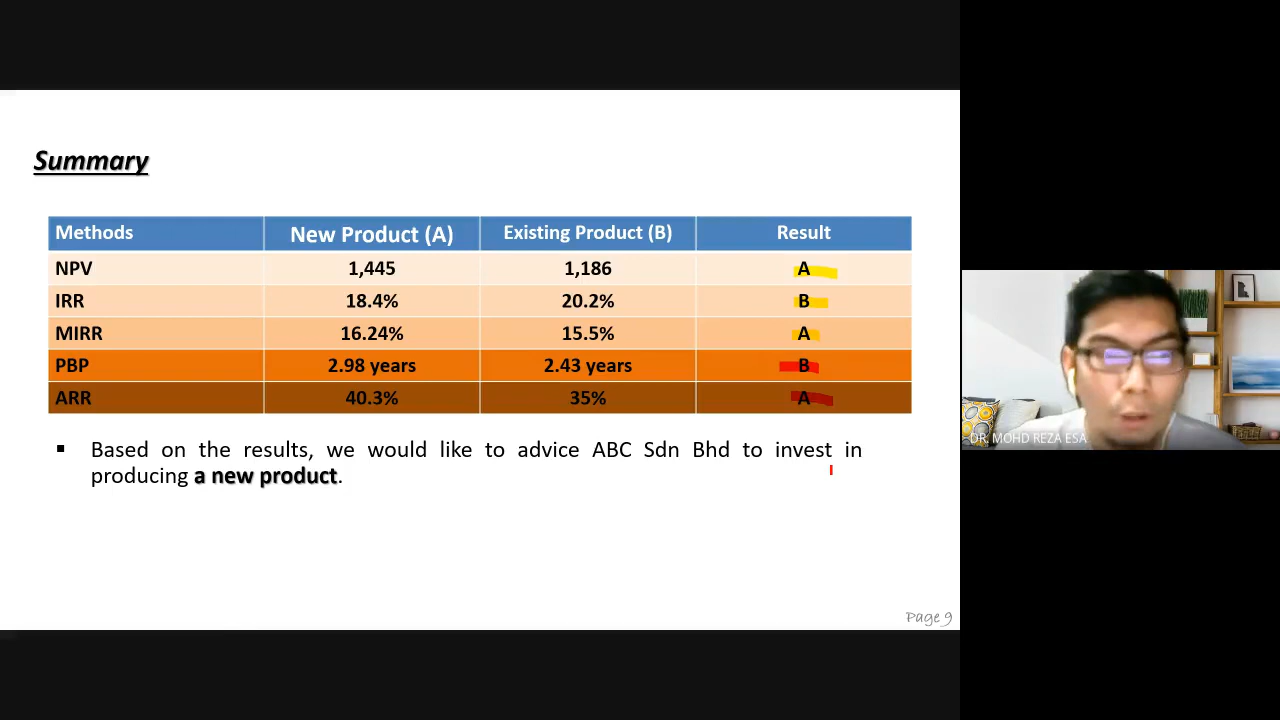 Summary
Methods New Product (A) Existing Product (B) Result
NPV 1,445 1,186 A
IRR 18.4% 20.2% B
MIRR 16.24% 15.5% A
PBP 2.98 years 2.43 years B
ARR 40.3% 35% A
▪ Based on the results, we would like to advice ABC Sdn Bhd to invest in
producing a new product.
Page 9
DR. MOHD REZA ESA